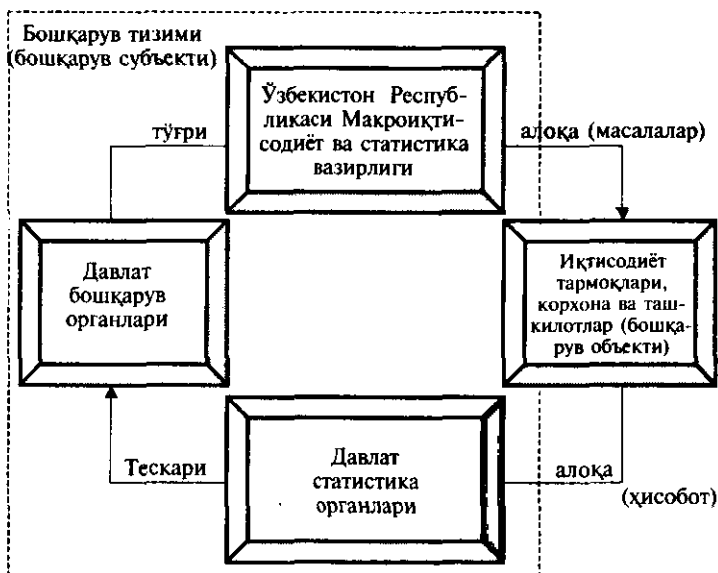 Бошқарув тизими
(бошқарув субъекти)
Ўзбекистон Респуб-
ликаси Макроиқти-
содиёт ва статистика
вазирлиги
тўғри
алоқа (масалалар)
Давлат
бошқарув
органлари
Иқтисодиёт
тармоқлари,
корхона ва таш-
килотлар (бошқа-
рув объекти)
Тескари
Давлат
статистика
органлари
алоқа
(ҳисобот)